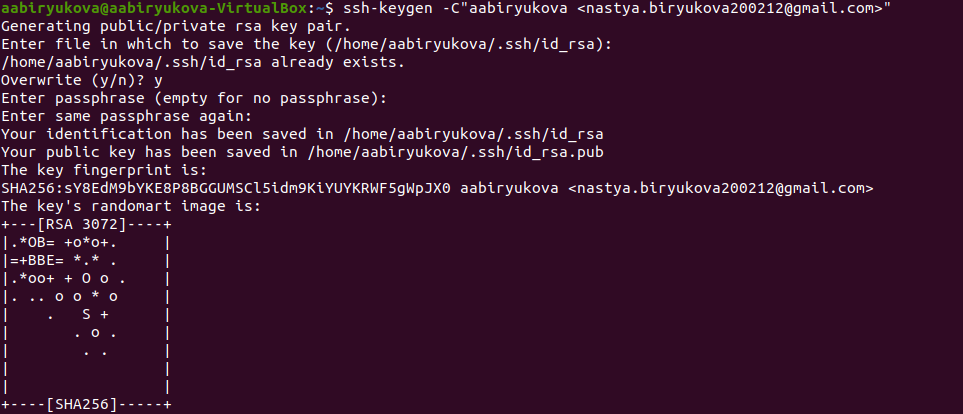 aabiryukova@aabiryukova-VirtualBox:~$ ssh-keygen -C"aabiryukova <nastya.biryukova200212@gmail.com>"
Generating public/private rsa key pair.
Enter file in which to save the key (/home/aabiryukova/.ssh/id_rsa):
/home/aabiryukova/.ssh/id_rsa already exists.
Overwrite (y/n)? y
Enter passphrase (empty for no passphrase):
Enter same passphrase again:
Your identification has been saved in /home/aabiryukova/.ssh/id_rsa
Your public key has been saved in /home/aabiryukova/.ssh/id_rsa.pub
The key fingerprint is:
SHA256:sY8EdM9bYKE8P8BGGUMSCl5idm9KiYUYKRWF5gWpJX0 aabiryukova <nastya.biryukova200212@gmail.com>
The key's randomart image is:
+---[RSA 3072]----+
|.*OB= +o*o+.     |
|=+BBE= *.* .     |
|.*oo+ + O o .    |
|. .. o o * o     |
|    .   S +      |
|       . o .     |
|        . .      |
|                 |
|                 |
+----[SHA256]-----+